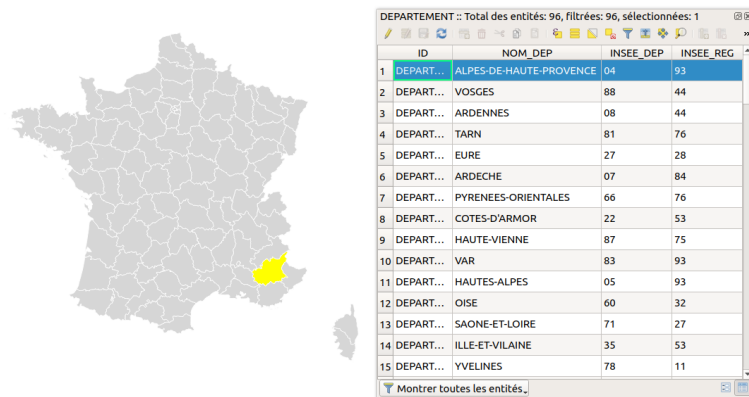 DEPARTEMENT :: Total des entités: 96, filtrées: 96, sélectionnées: 1
»
ID NOM_DEP INSEE_DEP INSEE_REG
1 DEPART... ALPES-DE-HAUTE-PROVENCE 04 93
2 DEPART... VOSGES 88 44
3 DEPART... ARDENNES 08 44
4 DEPART... TARN 81 76
5 DEPART... EURE 27 28
6 DEPART... ARDECHE 07 84
7 DEPART... PYRENEES-ORIENTALES 66 76
8 DEPART... COTES-D'ARMOR 22 53
9 DEPART... HAUTE-VIENNE 87 75
10 DEPART... VAR 83 93
11 DEPART... HAUTES-ALPES 05 93
12 DEPART... OISE 60 32
13 DEPART... SAONE-ET-LOIRE 71 27
14 DEPART... ILLE-ET-VILAINE 35 53
15 DEPART... YVELINES 78 11
Montrer toutes les entités